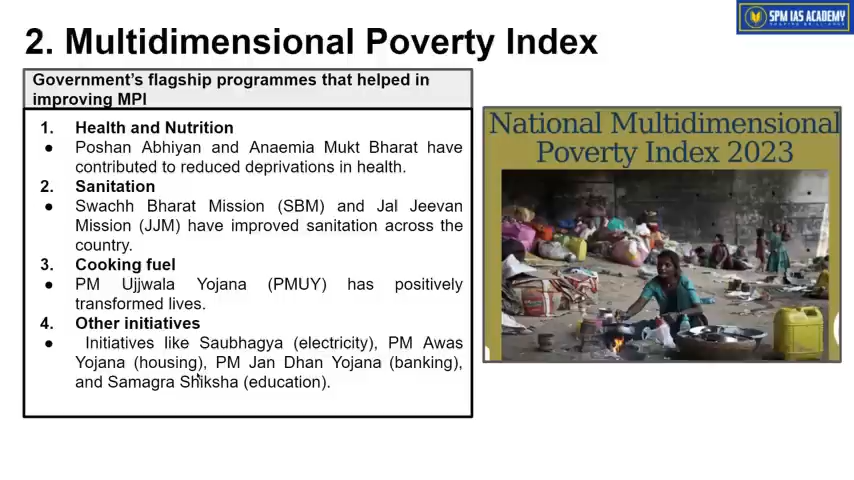 SPM IAS ACADEMY
2. Multidimensional Poverty Index
Government's flagship programmes that helped in
improving MPI
1. Health and Nutrition
● Poshan Abhiyan and Anaemia Mukt Bharat have
contributed to reduced deprivations in health.
2. Sanitation
● Swachh Bharat Mission (SBM) and Jal Jeevan
Mission (JJM) have improved sanitation across the
country.
3. Cooking fuel
● PM Ujjwala Yojana (PMUY) has positively
transformed lives.
4. Other initiatives
● Initiatives like Saubhagya (electricity), PM Awas
Yojana (housing), PM Jan Dhan Yojana (banking),
and Samagra Shiksha (education).
National Multidimensional
Poverty Index 2023